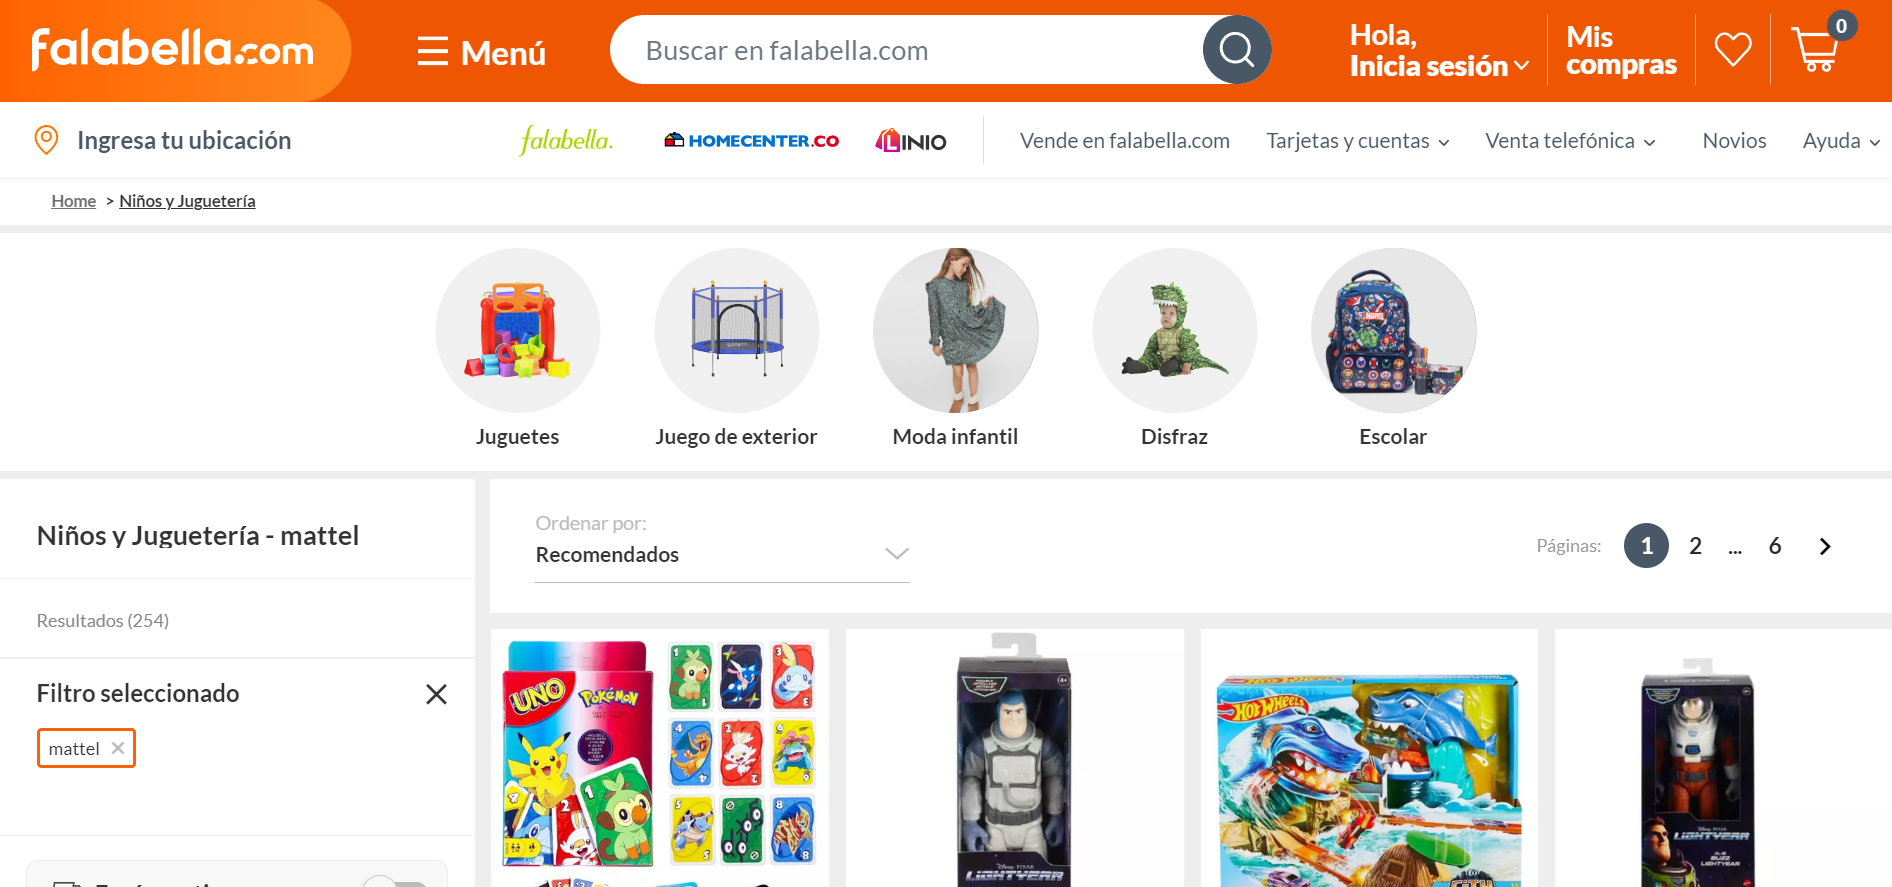 falabella.com
Menú
Buscar en falabella.com
Hola,
Inicia sesión
Mis
compras
0
Ingresa tu ubicación
falabella.
HOMECENTER.CO
LINIO
Vende en falabella.com
Tarjetas y cuentas
Venta telefónica
Novios
Ayuda
Home > Niños y Juguetería
Juguetes
Juego de exterior
Moda infantil
Disfraz
Escolar
Niños y Juguetería - mattel
Resultados (254)
Filtro seleccionado
mattel
Ordenar por:
Recomendados
Páginas:
1
2
...
6
UNO
POKÉMON
HOT WHEELS
LIGHTYEAR
LIGHTYEAR
BUZZ
LIGHTYEAR
CITY